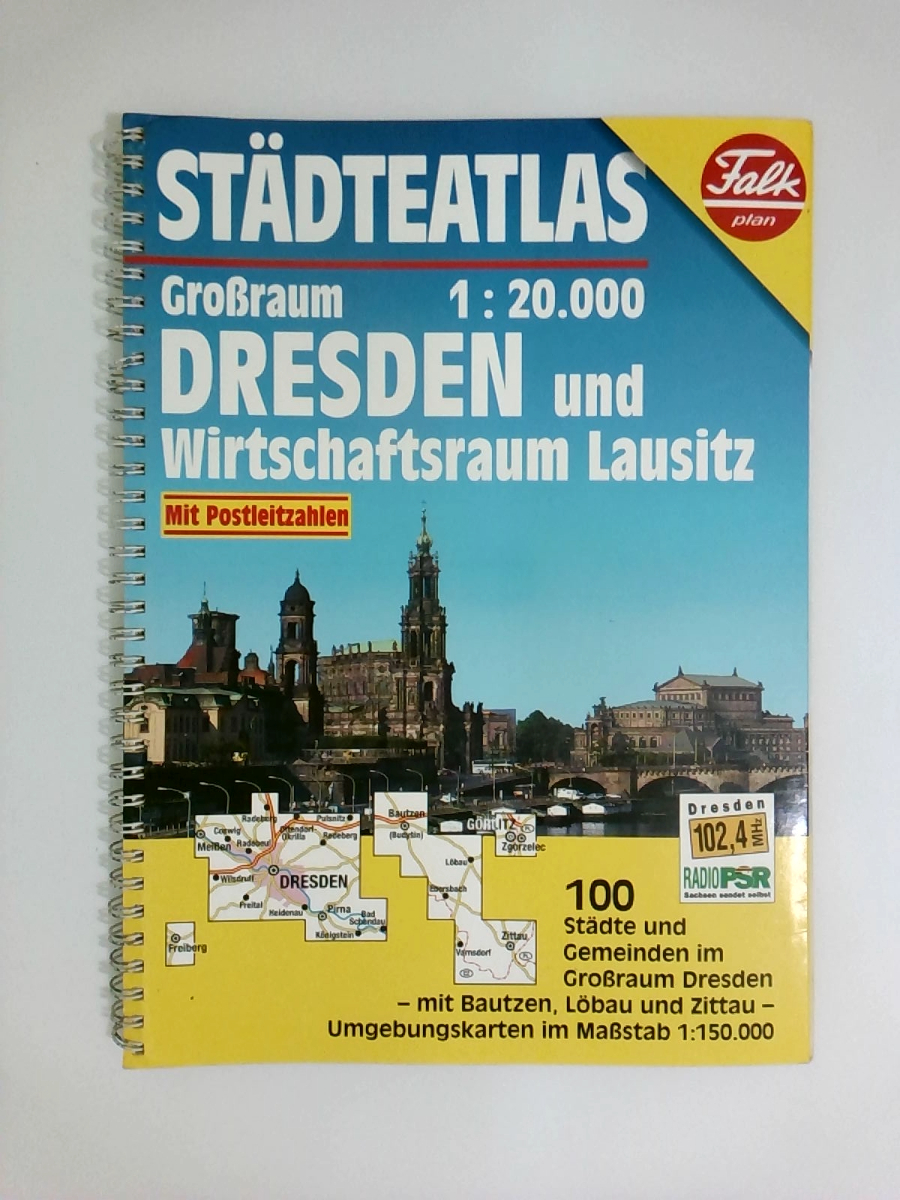 STÄDTEATLAS
Falk
plan
Großraum 1 : 20.000
DRESDEN und
Wirtschaftsraum Lausitz
Mit Postleitzahlen
Radeberg
Pulsnitz
Coswig
Ottendorf-
Okrilla
Meißen
Radebeul
Radeberg
Wilsdruff
DRESDEN
Freital
Heidenau
Pirna
Bad
Schandau
Königstein
Freiberg
Bautzen
(Budyšin)
GÖRLITZ
Zgorzelec
Löbau
Ebersbach
Varnsdorf
Zittau
CZ
PL
PL
Dresden
102,4 MHz
RADIO PSR
Sachsen sendet selbst
100
Städte und
Gemeinden im
Großraum Dresden
– mit Bautzen, Löbau und Zittau –
Umgebungskarten im Maßstab 1:150.000